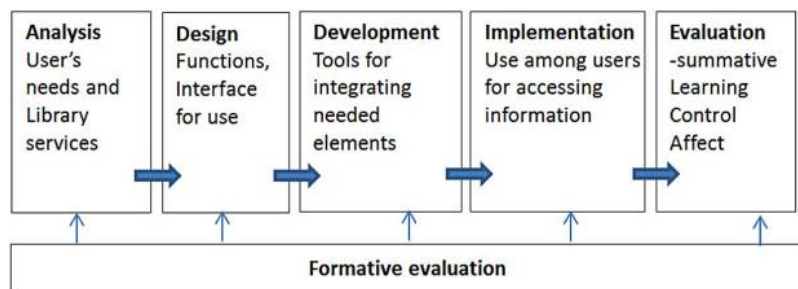 Analysis
User's
needs and
Library
services
Design
Functions,
Interface
for use
Development
Tools for
integrating
needed
elements
Implementation
Use among users
for accessing
information
Evaluation
-summative
Learning
Control
Affect
Formative evaluation